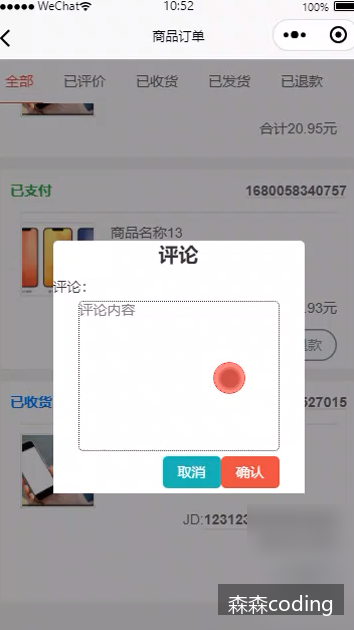 WeChat 10:52 100%
商品订单
全部 已评价 已收货 已发货 已退款
合计20.95元
已支付 1680058340757
商品名称13
评论
评论：
评论内容
.93元
退款
取消 确认
已收货 527015
JD:123123
森森coding